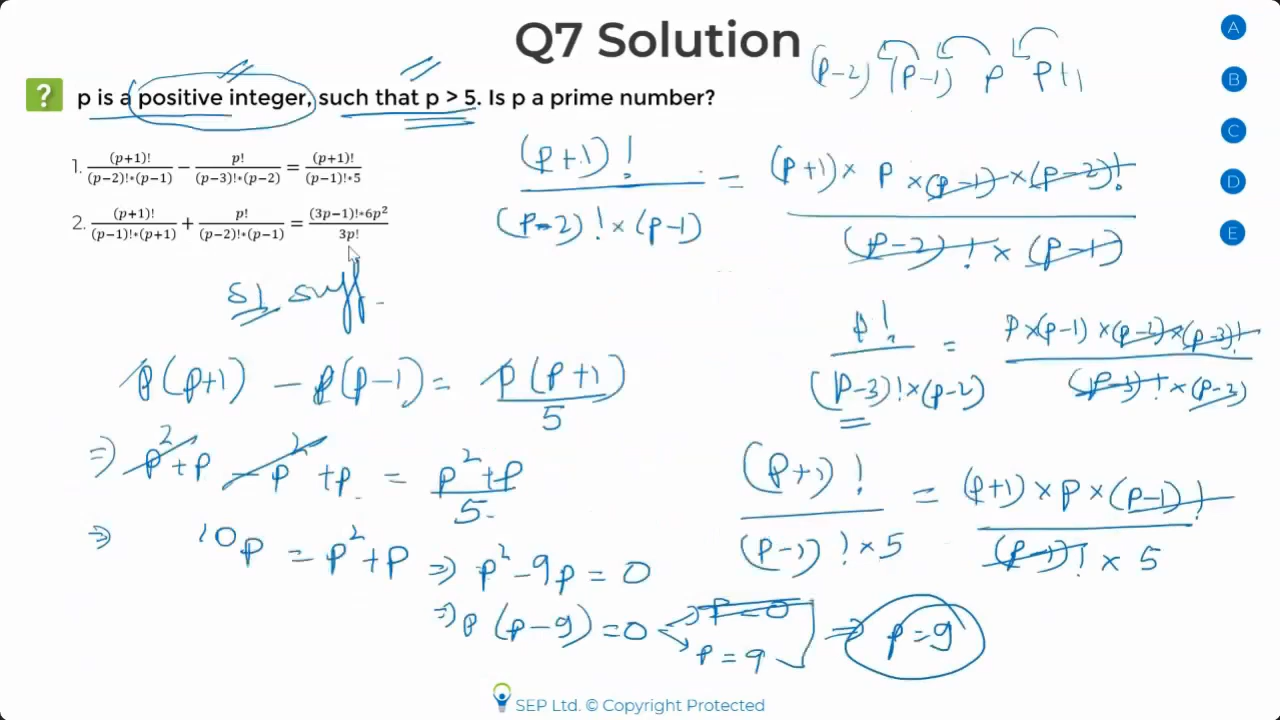 Q7 Solution
(p-2) (p-1) p p+1
A
B
C
D
E
? p is a positive integer, such that p > 5. Is p a prime number?
1. (p+1)!/((p−2)!*(p−1)) − p!/((p−3)!*(p−2)) = (p+1)!/((p−1)!*5)
2. (p+1)!/((p−1)!*(p+1)) + p!/((p−2)!*(p−1)) = ((3p−1)!*6p²)/3p!
(p+1)!/((p-2)!×(p-1)) = ((p+1)× p ×(p-1)×(p-2)!)/((p-2)!×(p-1))
S1 suff.
p!/((p-3)!×(p-2)) = (p×(p-1)×(p-2)×(p-3)!)/((p-3)!×(p-2))
p(p+1) - p(p-1) = p(p+1)/5
⇒ p²+p - p² +p = (p²+p)/5
(p+1)!/((p-1)!×5) = ((p+1)×p×(p-1)!)/((p-1)!×5)
⇒ 10p = p²+p ⇒ p²-9p=0
⇒ p(p-9)=0 p=0 p=9 ⇒ p=9
SEP Ltd. © Copyright Protected